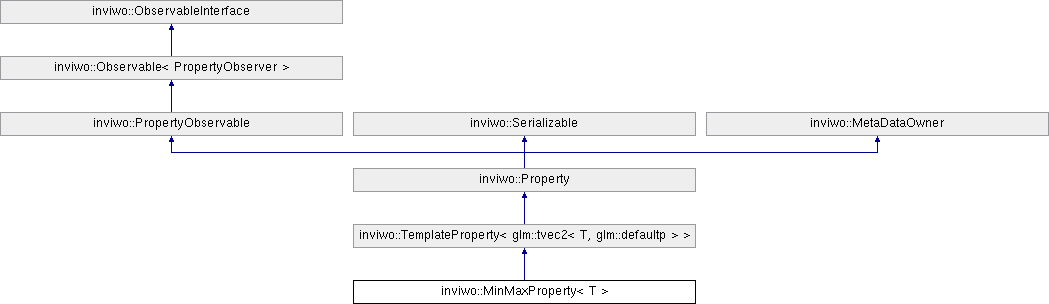 inviwo::ObservableInterface
inviwo::Observable< PropertyObserver >
inviwo::PropertyObservable
inviwo::Serializable
inviwo::MetaDataOwner
inviwo::Property
inviwo::TemplateProperty< glm::tvec2< T, glm::defaultp > >
inviwo::MinMaxProperty< T >